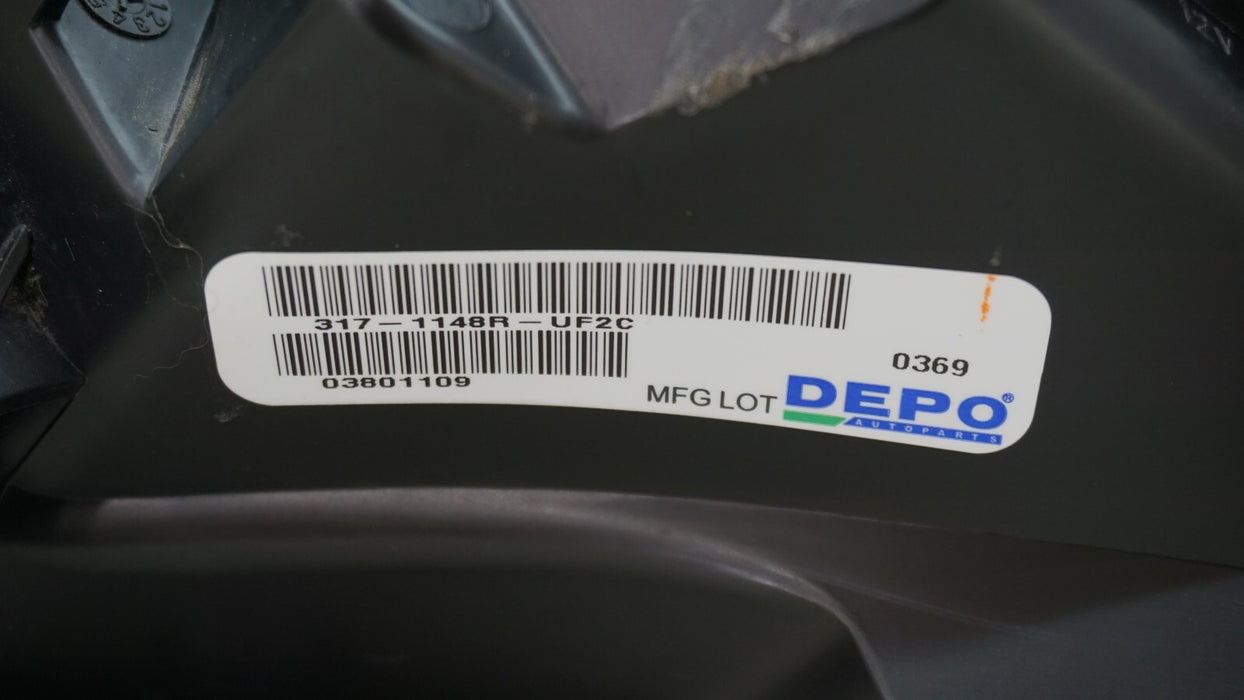 317-1148R-UF2C
03801109
0369
MFG LOT DEPO®
AUTOPARTS